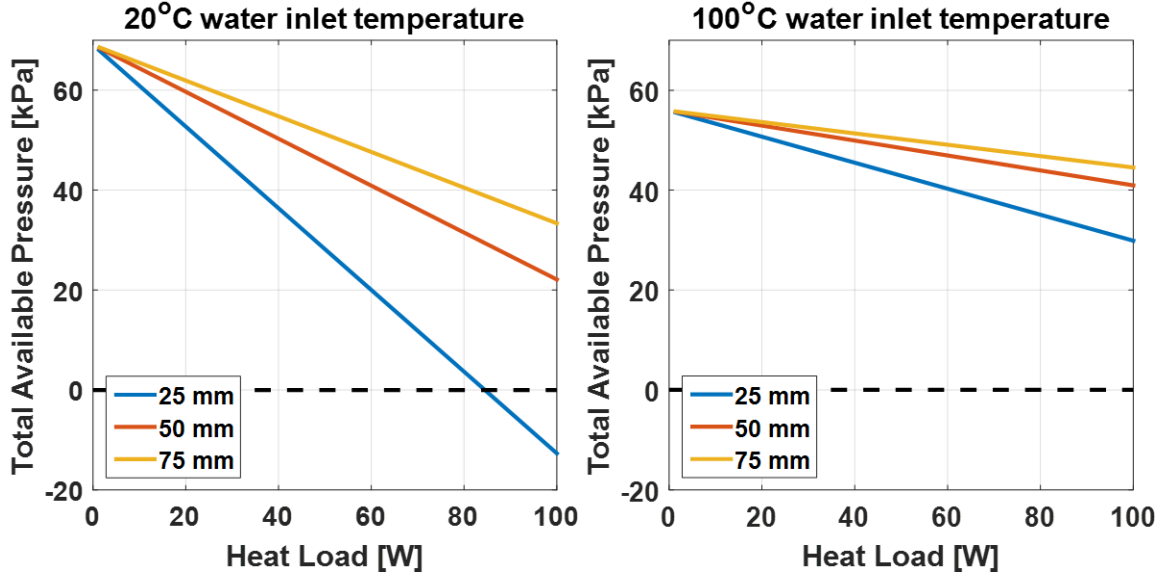 20°C water inlet temperature
Total Available Pressure [kPa]
60
40
20
0
-20
25 mm
50 mm
75 mm
0 20 40 60 80 100
Heat Load [W]
100°C water inlet temperature
Total Available Pressure [kPa]
60
40
20
0
-20
25 mm
50 mm
75 mm
0 20 40 60 80 100
Heat Load [W]